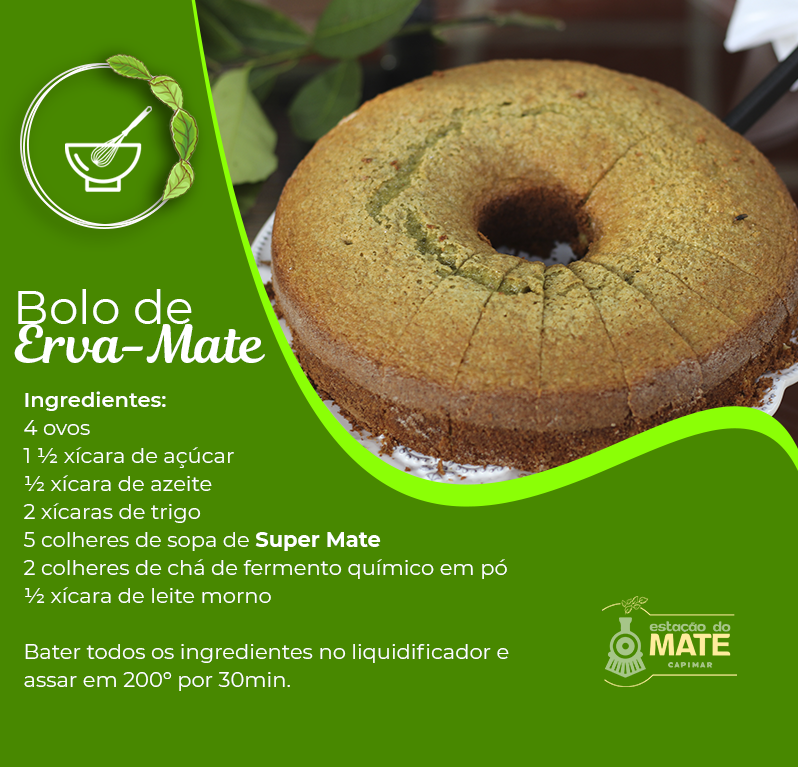 Bolo de
Erva-Mate
Ingredientes:
4 ovos
1 ½ xícara de açúcar
½ xícara de azeite
2 xícaras de trigo
5 colheres de sopa de Super Mate
2 colheres de chá de fermento químico em pó
½ xícara de leite morno
Bater todos os ingredientes no liquidificador e
assar em 200º por 30min.
estação do
MATE
CAPIMAR